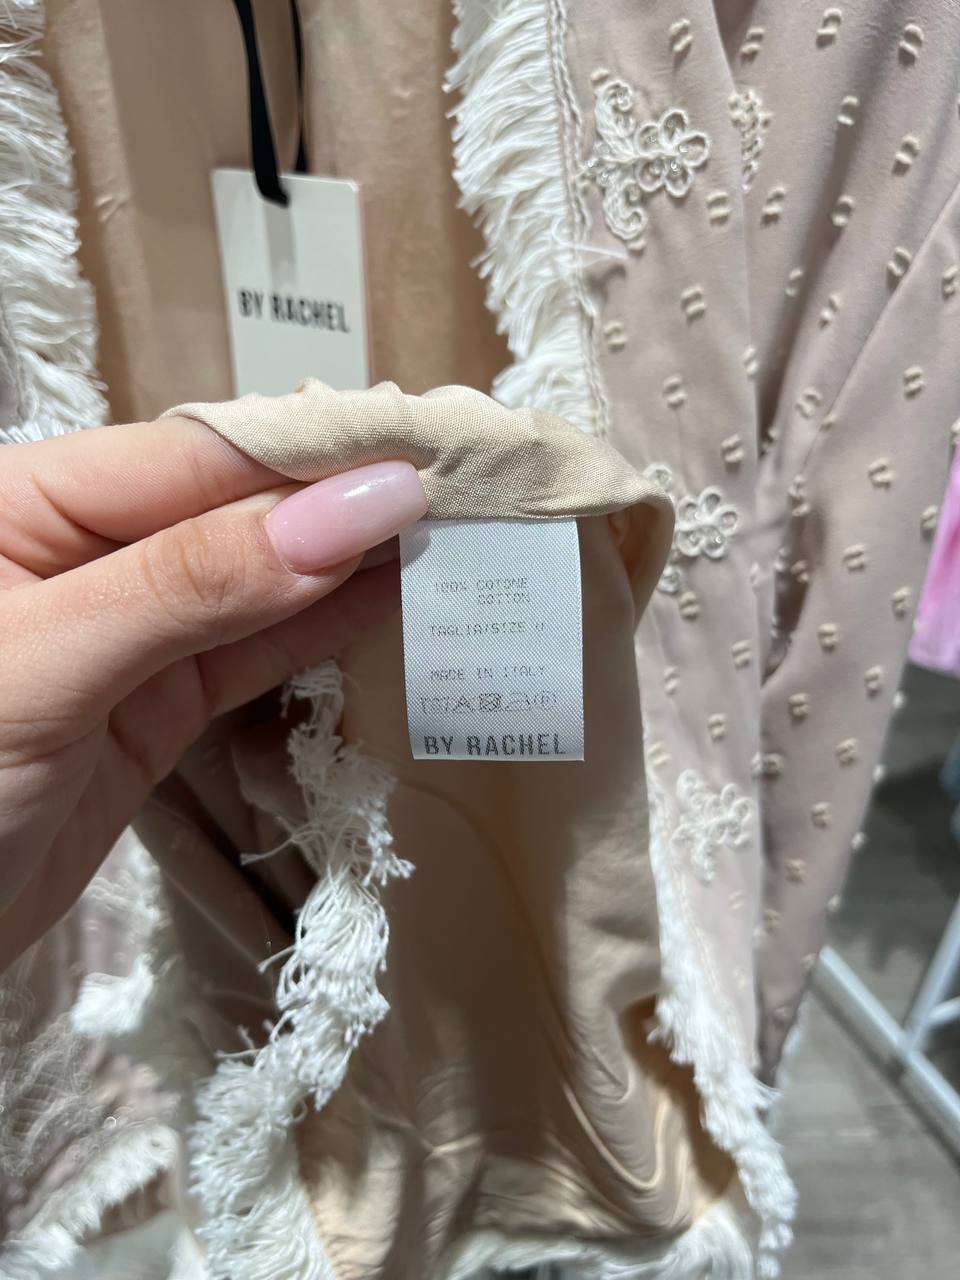 BY RACHEL
100% COTONE
COTTON
TAGLIA/SIZE U
MADE IN ITALY
BY RACHEL